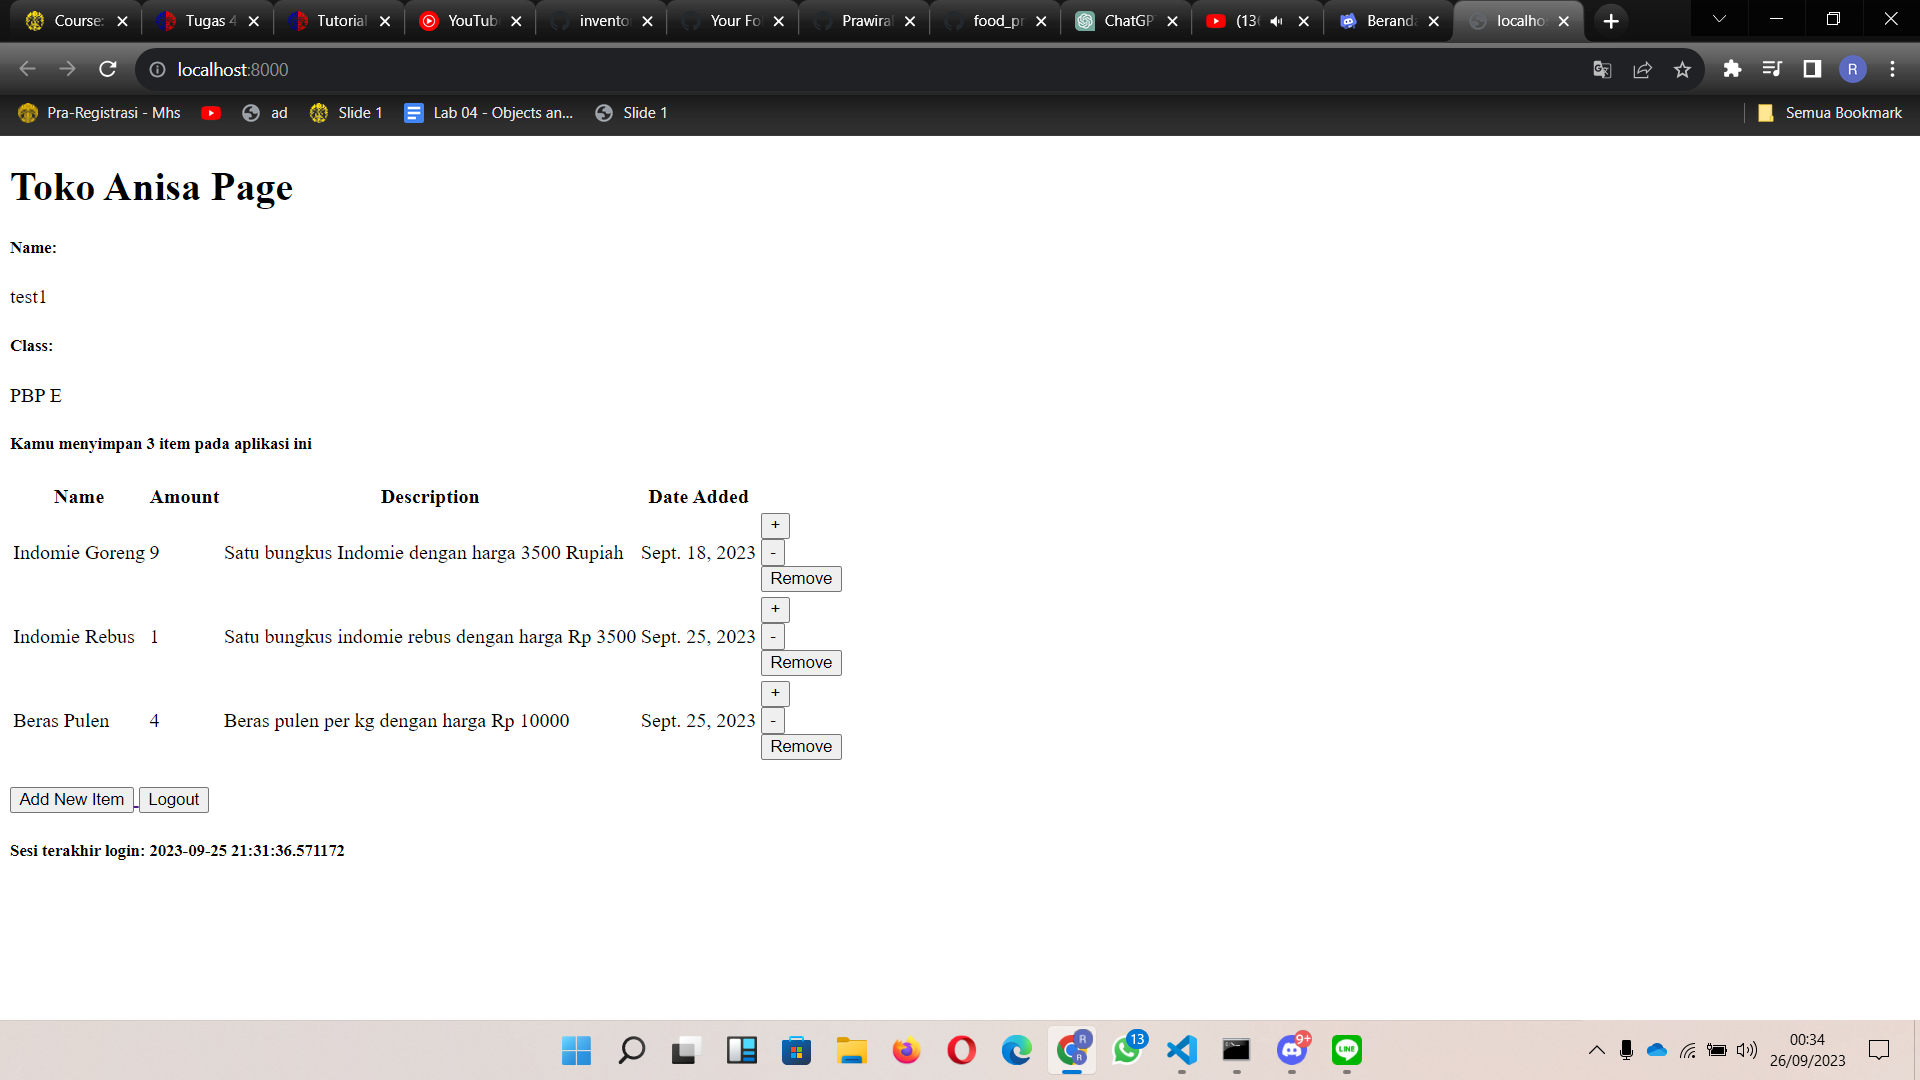 Course: Tugas 4 Tutorial YouTub invento Your Fo Prawira food_pr ChatGP (13 Beranda localho
localhost:8000 R
Pra-Registrasi - Mhs ad Slide 1 Lab 04 - Objects an... Slide 1 Semua Bookmark
Toko Anisa Page
Name:
test1
Class:
PBP E
Kamu menyimpan 3 item pada aplikasi ini
Name Amount Description Date Added
+
Indomie Goreng 9 Satu bungkus Indomie dengan harga 3500 Rupiah Sept. 18, 2023 -
Remove
+
Indomie Rebus 1 Satu bungkus indomie rebus dengan harga Rp 3500 Sept. 25, 2023 -
Remove
+
Beras Pulen 4 Beras pulen per kg dengan harga Rp 10000 Sept. 25, 2023 -
Remove
Add New Item Logout
Sesi terakhir login: 2023-09-25 21:31:36.571172
R R 13 9+ LINE
00:34
26/09/2023